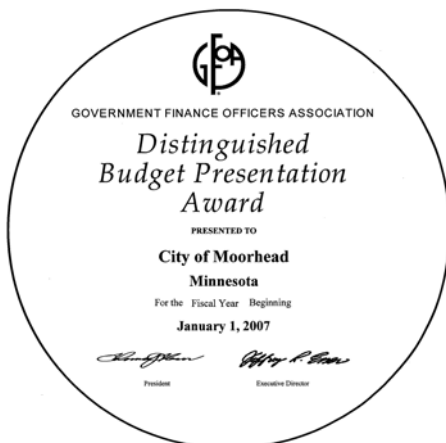 GFOA
GOVERNMENT FINANCE OFFICERS ASSOCIATION
Distinguished
Budget Presentation
Award
PRESENTED TO
City of Moorhead
Minnesota
For the Fiscal Year Beginning
January 1, 2007
President Executive Director